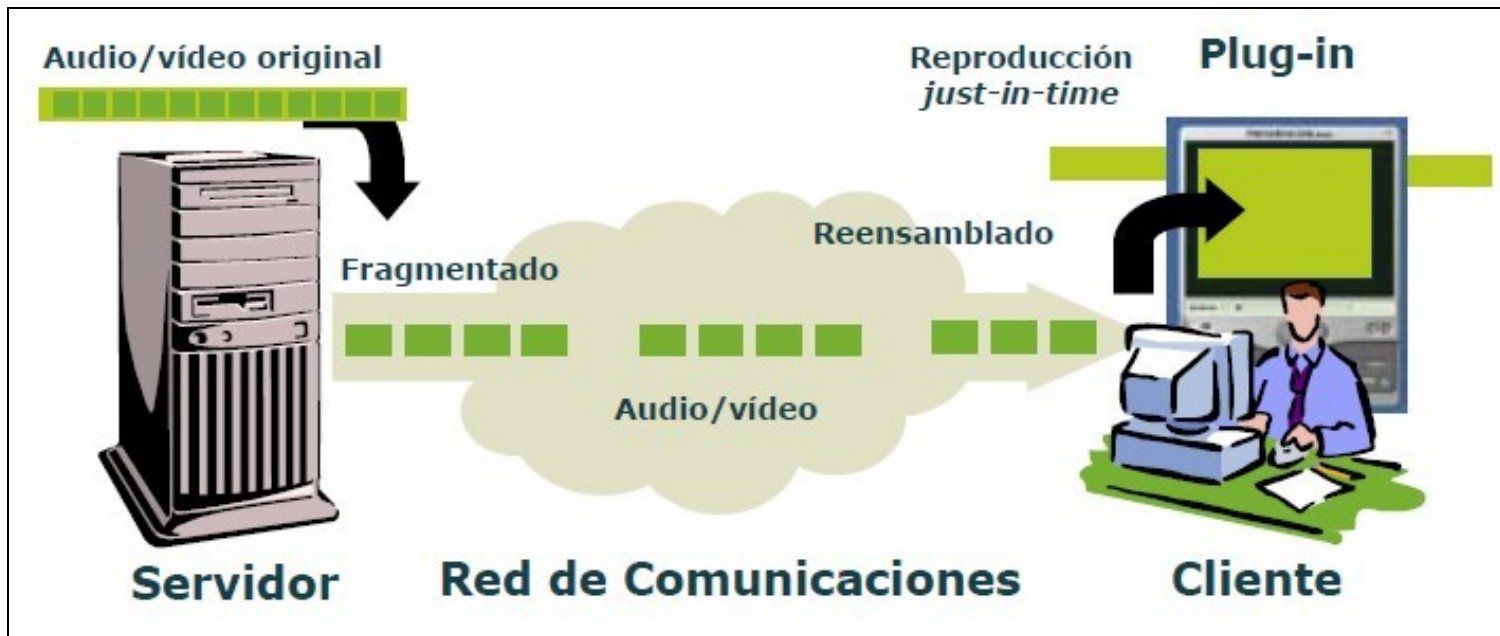 Audio/vídeo original
Reproducción
just-in-time
Plug-in
Fragmentado
Reensamblado
Audio/vídeo
Servidor
Red de Comunicaciones
Cliente